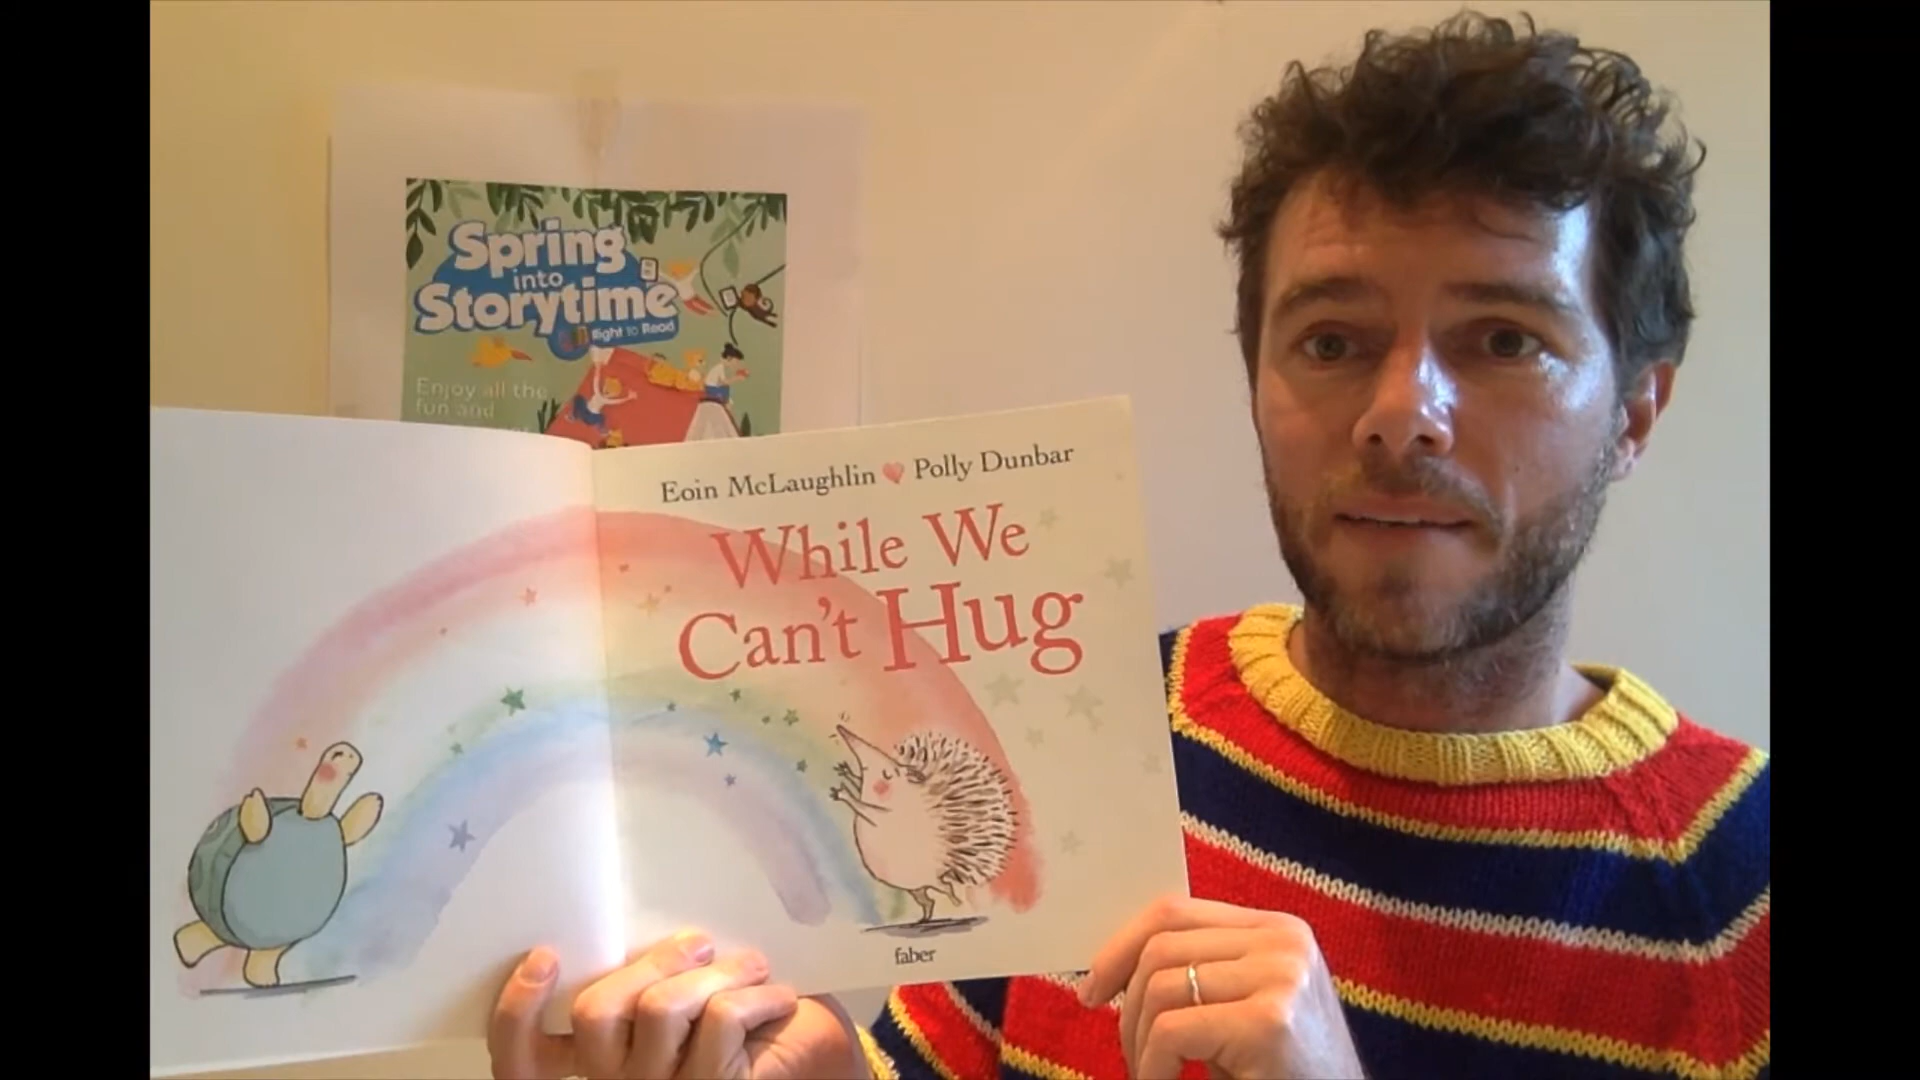 Spring
into
Storytime
Right to Read
Enjoy all the
fun and
Eoin McLaughlin Polly Dunbar
While We
Can't Hug
faber